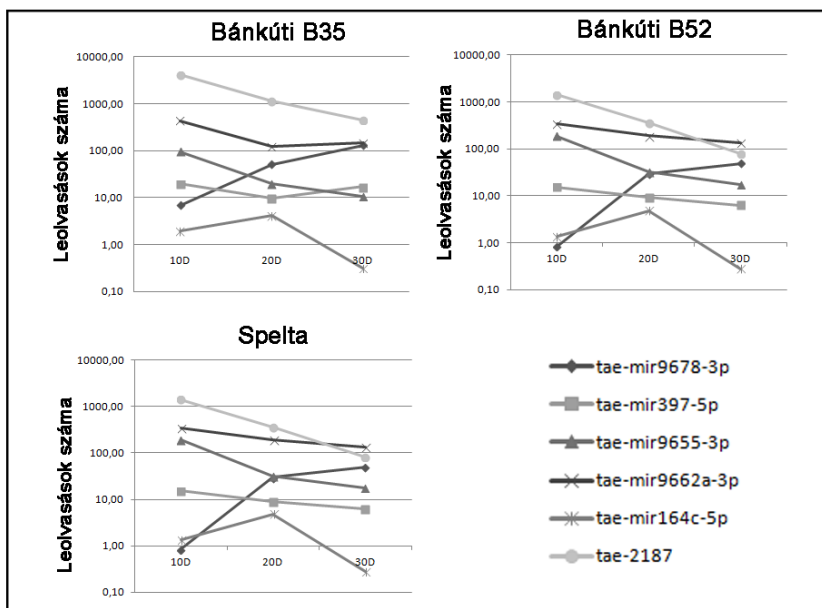 Bánkúti B35
Leolvasások száma
10000,00
1000,00
100,00
10,00
1,00
0,10
10D 20D 30D
Bánkúti B52
Leolvasások száma
10000,00
1000,00
100,00
10,00
1,00
0,10
10D 20D 30D
Spelta
Leolvasások száma
10000,00
1000,00
100,00
10,00
1,00
0,10
10D 20D 30D
tae-mir9678-3p
tae-mir397-5p
tae-mir9655-3p
tae-mir9662a-3p
tae-mir164c-5p
tae-2187